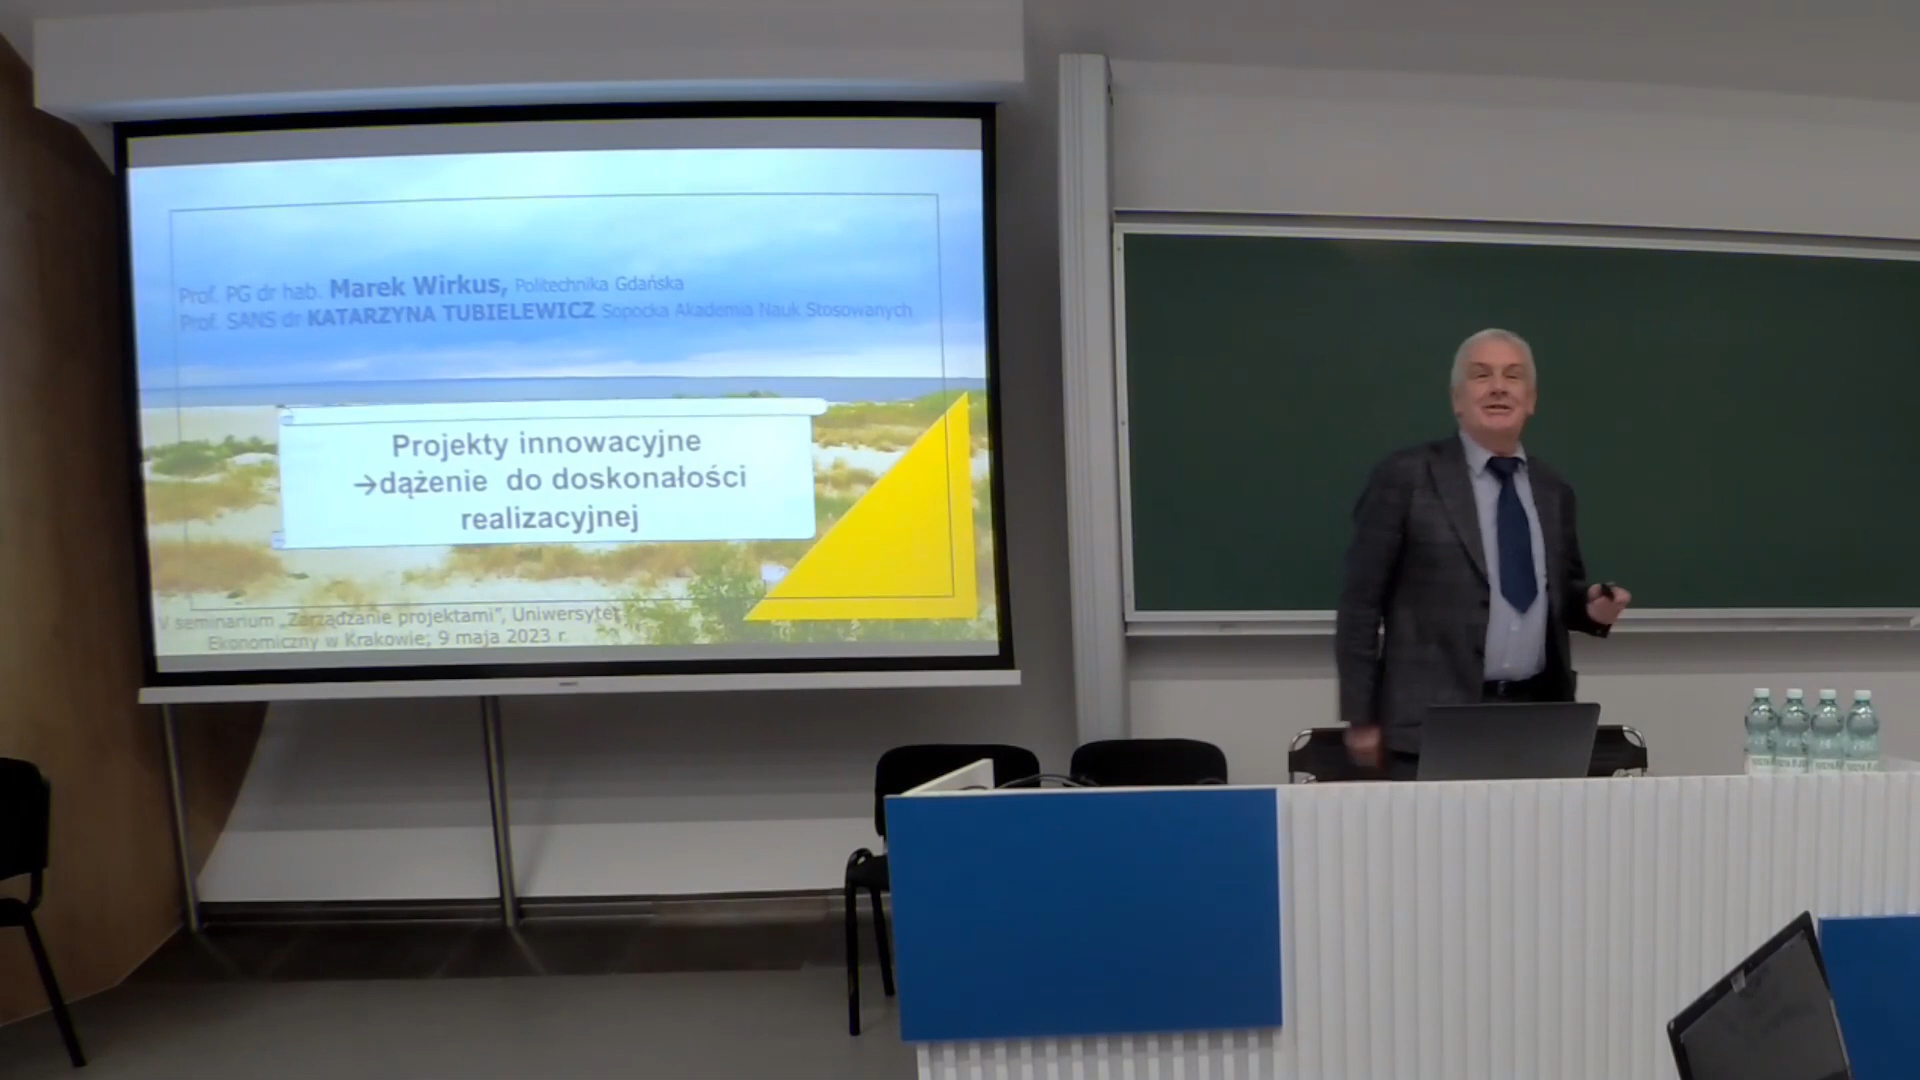 Prof. PG dr hab. Marek Wirkus, Politechnika Gdańska
Prof. SANS dr KATARZYNA TUBIELEWICZ Sopocka Akademia Nauk Stosowanych
Projekty innowacyjne
→dążenie do doskonałości
realizacyjnej
V seminarium „Zarządzanie projektami”, Uniwersytet
Ekonomiczny w Krakowie; 9 maja 2023 r.